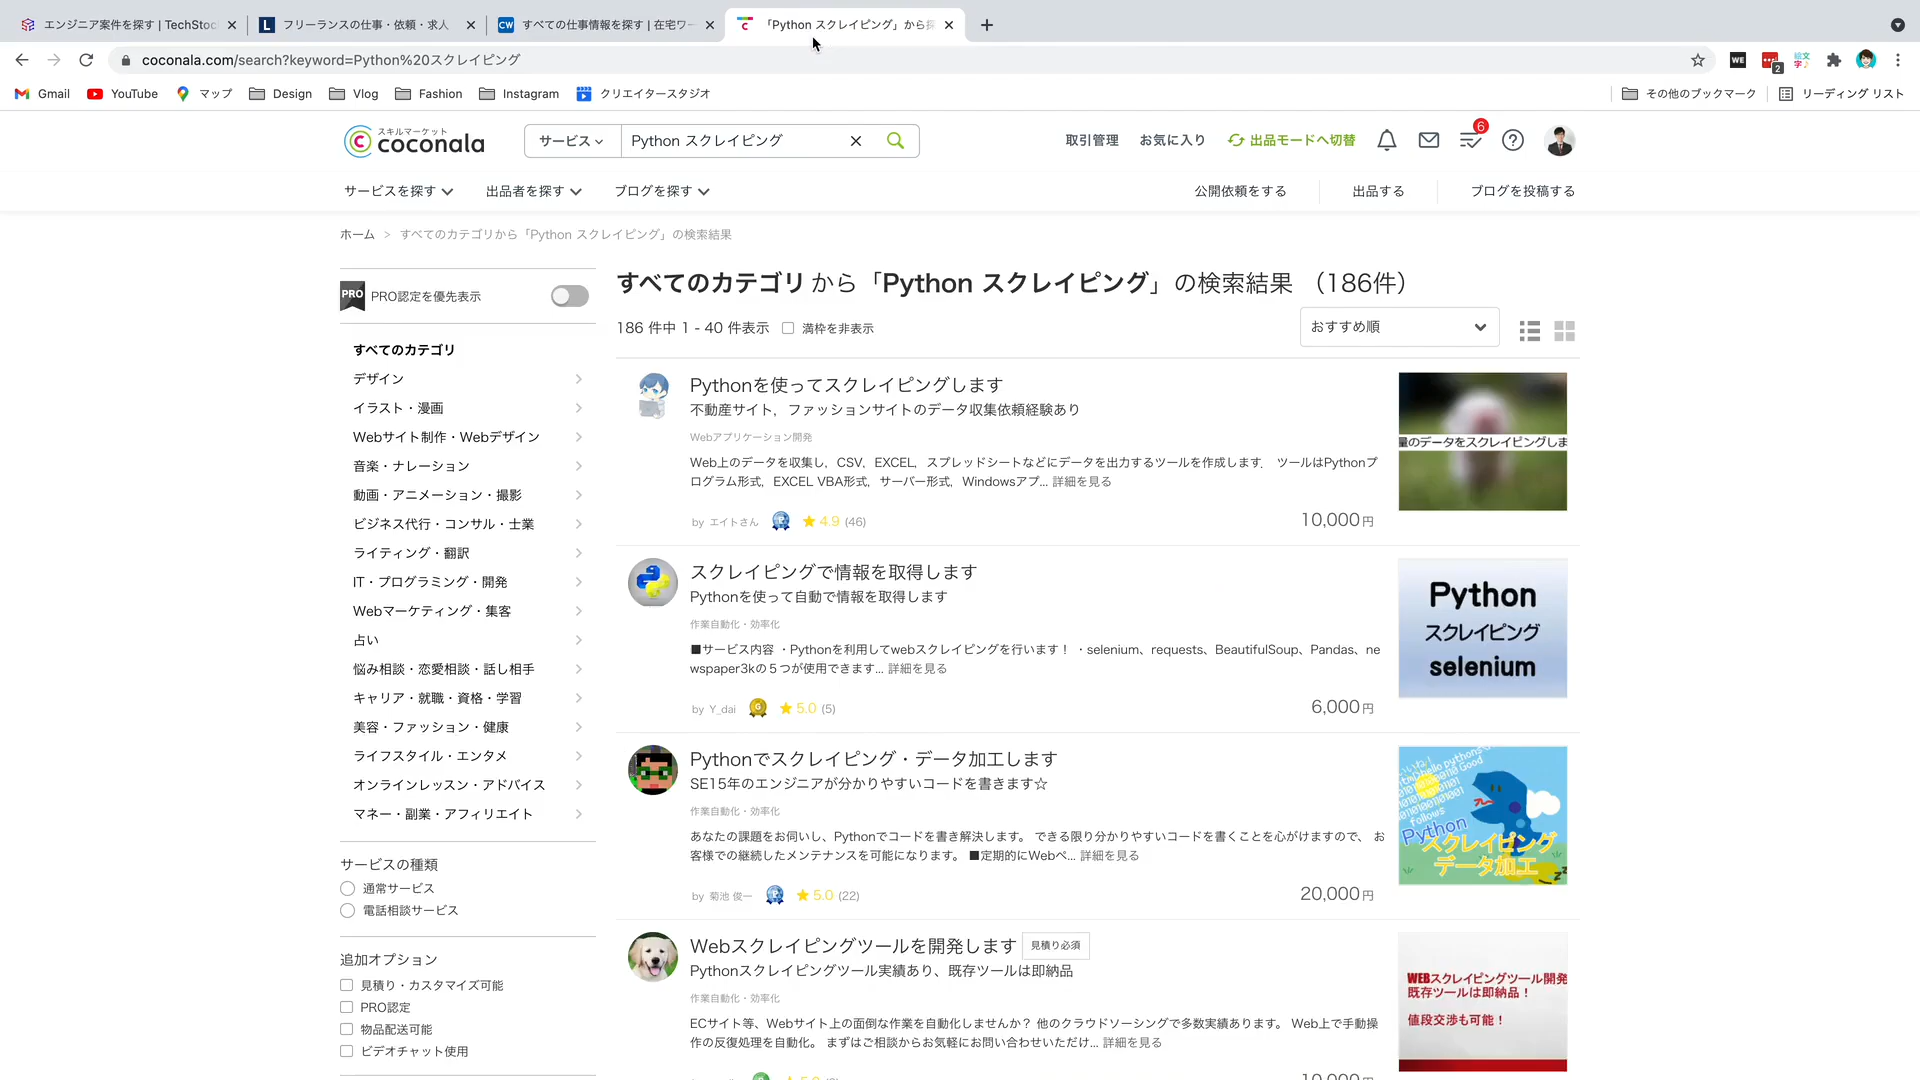 エンジニア案件を探す | TechStoc
フリーランスの仕事・依頼・求人
CW すべての仕事情報を探す | 在宅ワー
「Python スクレイピング」から探
coconala.com/search?keyword=Python%20スクレイピング
WE
2
Gmail
YouTube
マップ
Design
Vlog
Fashion
Instagram
クリエイタースタジオ
その他のブックマーク
リーディング リスト
スキルマーケット
coconala
サービス
Python スクレイピング
取引管理
お気に入り
出品モードへ切替
6
サービスを探す
出品者を探す
ブログを探す
公開依頼をする
出品する
ブログを投稿する
ホーム > すべてのカテゴリから「Python スクレイピング」の検索結果
PRO PRO認定を優先表示
すべてのカテゴリ
デザイン
イラスト・漫画
Webサイト制作・Webデザイン
音楽・ナレーション
動画・アニメーション・撮影
ビジネス代行・コンサル・士業
ライティング・翻訳
IT・プログラミング・開発
Webマーケティング・集客
占い
悩み相談・恋愛相談・話し相手
キャリア・就職・資格・学習
美容・ファッション・健康
ライフスタイル・エンタメ
オンラインレッスン・アドバイス
マネー・副業・アフィリエイト
サービスの種類
通常サービス
電話相談サービス
追加オプション
見積り・カスタマイズ可能
PRO認定
物品配送可能
ビデオチャット使用
すべてのカテゴリ から「Python スクレイピング」の検索結果 （186件）
186 件中 1 - 40 件表示
満枠を非表示
おすすめ順
Pythonを使ってスクレイピングします
不動産サイト，ファッションサイトのデータ収集依頼経験あり
Webアプリケーション開発
Web上のデータを収集し，CSV，EXCEL，スプレッドシートなどにデータを出力するツールを作成します． ツールはPythonプ
ログラム形式，EXCEL VBA形式，サーバー形式，Windowsアプ... 詳細を見る
by エイトさん 4.9 (46)
10,000円
量のデータをスクレイピングしま
スクレイピングで情報を取得します
Pythonを使って自動で情報を取得します
作業自動化・効率化
■サービス内容 ・Pythonを利用してwebスクレイピングを行います！ ・selenium、requests、BeautifulSoup、Pandas、ne
wspaper3kの５つが使用できます... 詳細を見る
by Y_dai 5.0 (5)
6,000円
Python
スクレイピング
selenium
Pythonでスクレイピング・データ加工します
SE15年のエンジニアが分かりやすいコードを書きます☆
作業自動化・効率化
あなたの課題をお伺いし、Pythonでコードを書き解決します。 できる限り分かりやすいコードを書くことを心がけますので、 お
客様での継続したメンテナンスを可能になります。 ■定期的にWebペ... 詳細を見る
by 菊池 俊一 5.0 (22)
20,000円
Python
スクレイピング
データ加工
Webスクレイピングツールを開発します
見積り必須
Pythonスクレイピングツール実績あり、既存ツールは即納品
作業自動化・効率化
ECサイト等、Webサイト上の面倒な作業を自動化しませんか？ 他のクラウドソーシングで多数実績あります。 Web上で手動操
作の反復処理を自動化。 まずはご相談からお気軽にお問い合わせいただけ... 詳細を見る
WEBスクレイピングツール開発
既存ツールは即納品！
値段交渉も可能！